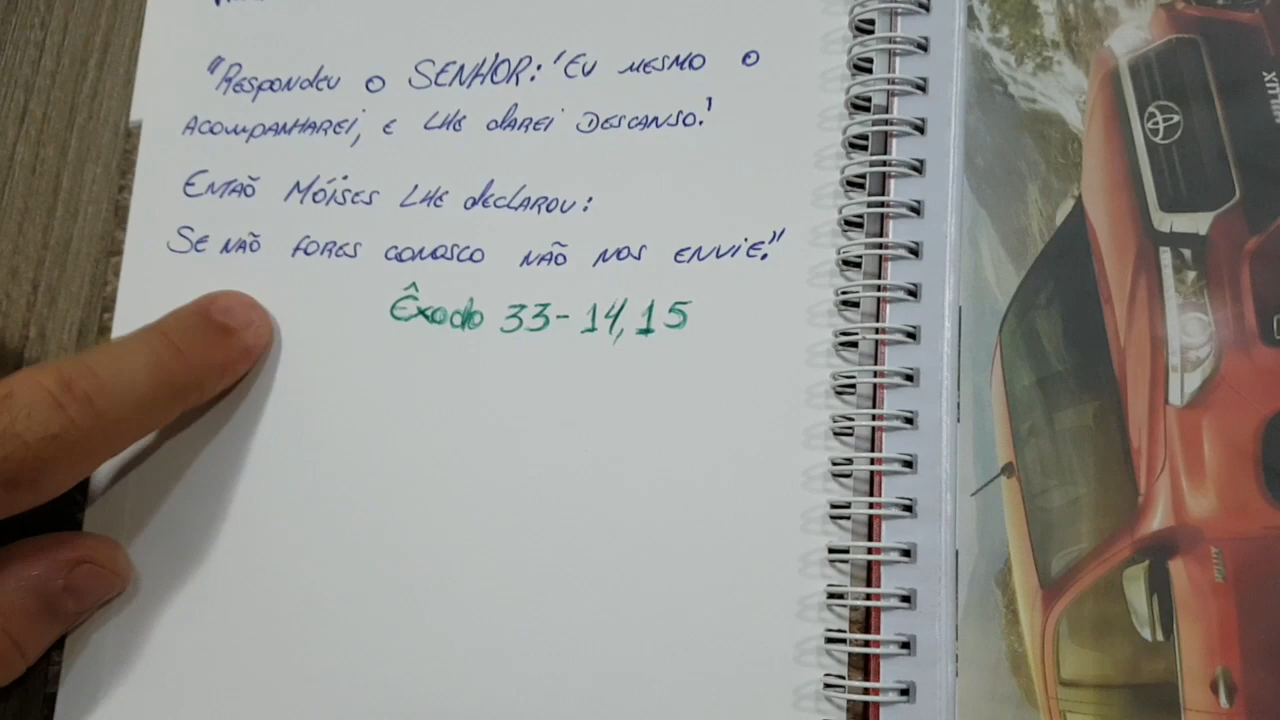 "Respondeu o SENHOR: 'Eu mesmo o
acompanharei, e lhe darei descanso!'
Então Móises lhe declarou:
Se não fores conosco não nos envie."
Êxodo 33-14,15
HILUX